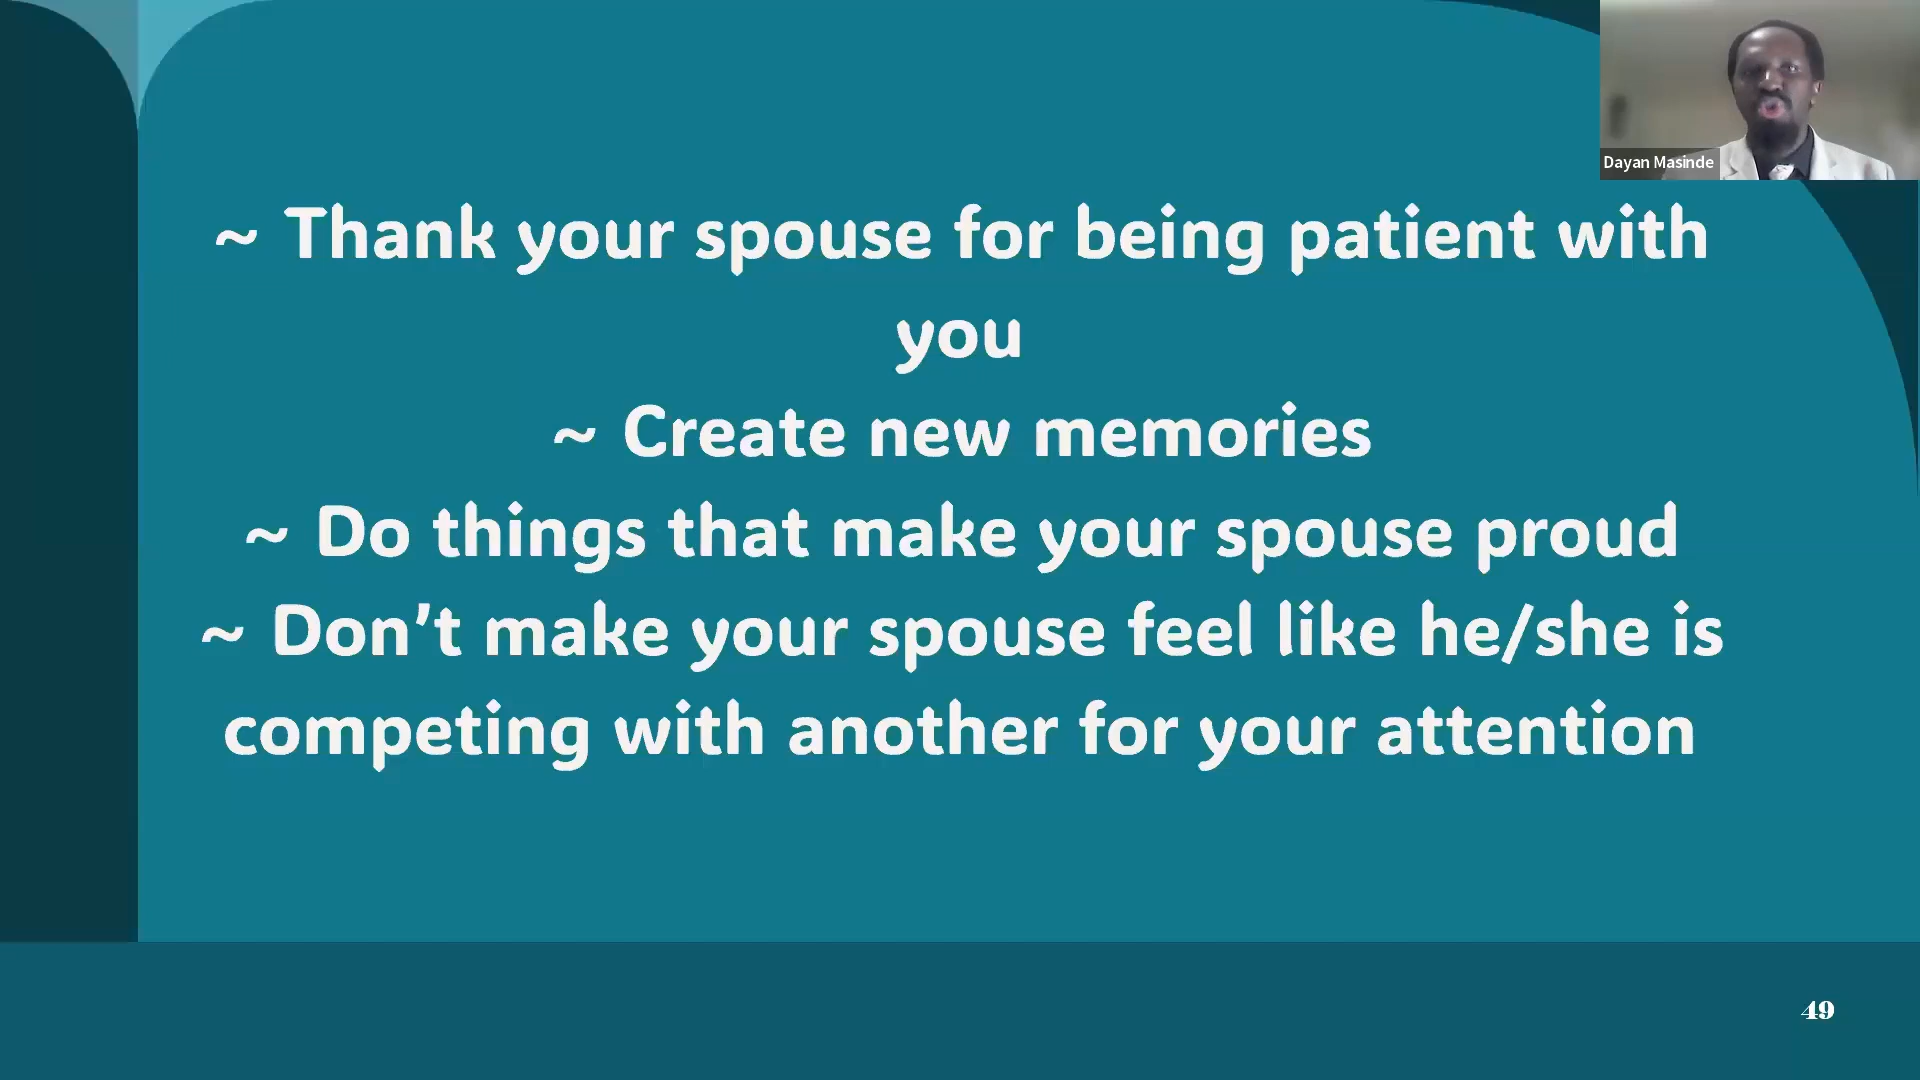 Dayan Masinde
~ Thank your spouse for being patient with
you
~ Create new memories
~ Do things that make your spouse proud
~ Don’t make your spouse feel like he/she is
competing with another for your attention
49